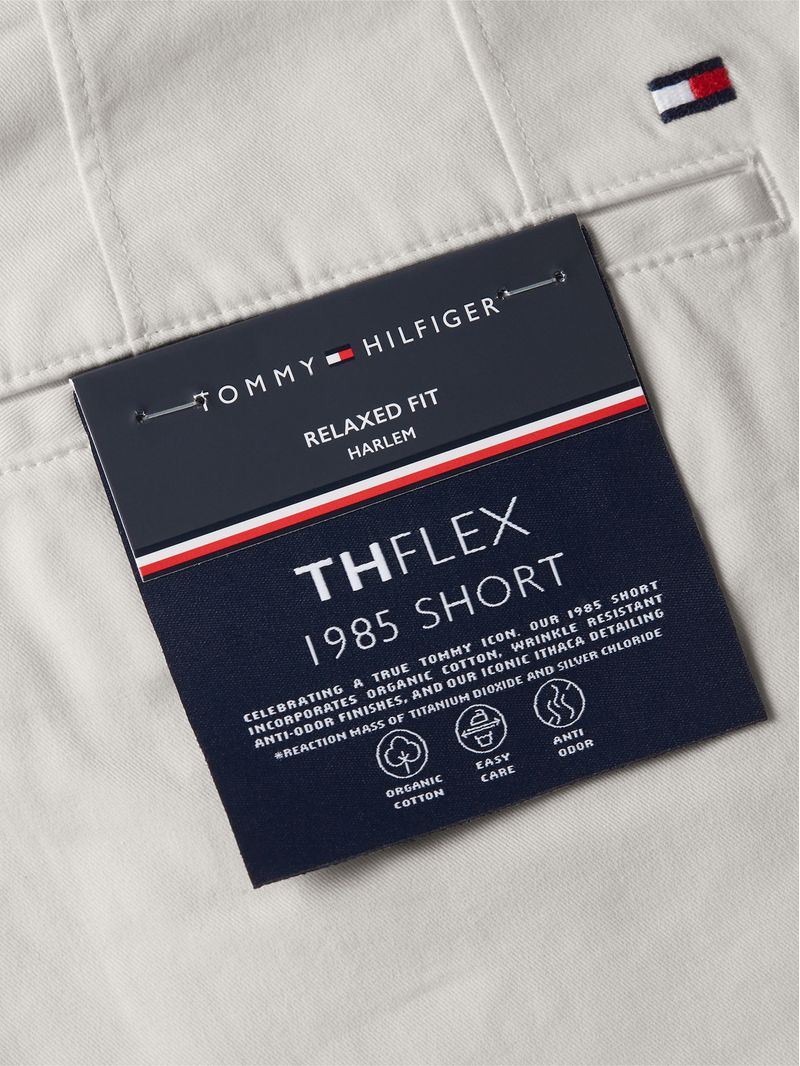 TOMMY HILFIGER
RELAXED FIT
HARLEM
THFLEX
1985 SHORT
CELEBRATING A TRUE TOMMY ICON. OUR 1985 SHORT
INCORPORATES ORGANIC COTTON, WRINKLE RESISTANT
ANTI-ODOR FINISHES, AND OUR ICONIC ITHACA DETAILING
*REACTION MASS OF TITANIUM DIOXIDE AND SILVER CHLORIDE
ORGANIC
COTTON
EASY
CARE
ANTI
ODOR